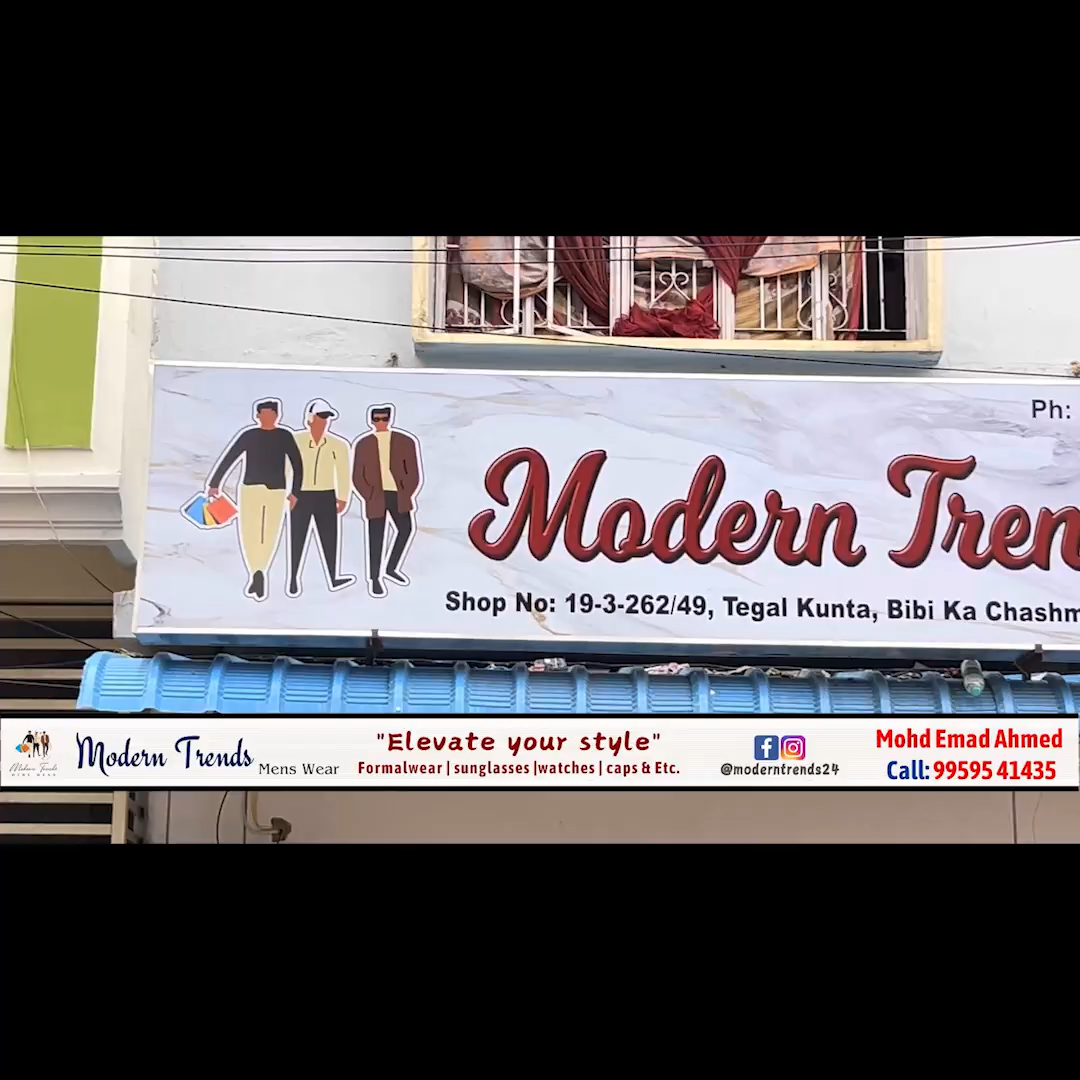 Ph:
Modern Tren
Shop No: 19-3-262/49, Tegal Kunta, Bibi Ka Chashm
Modern Trends Mens Wear
"Elevate your style"
Formalwear | sunglasses |watches | caps & Etc.
@moderntrends24
Mohd Emad Ahmed
Call: 99595 41435